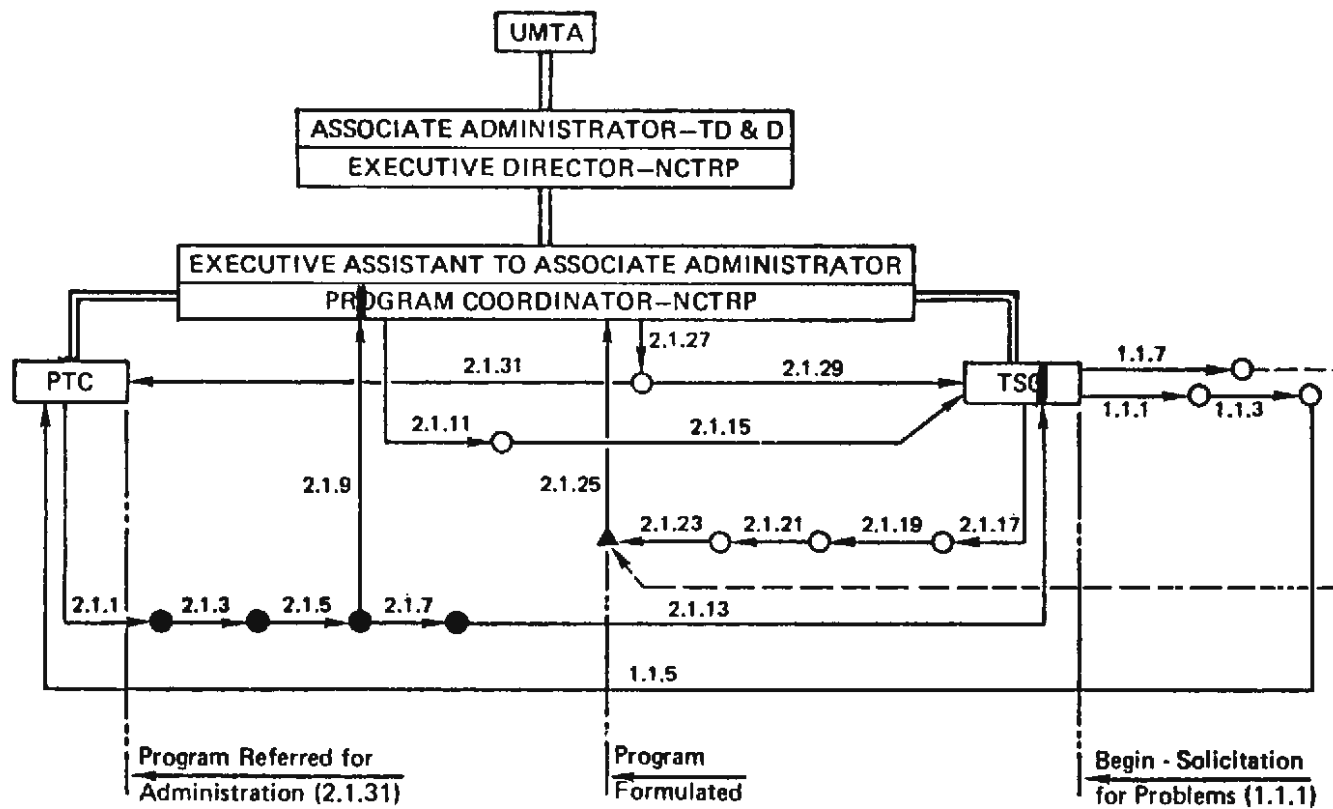 UMTA
ASSOCIATE ADMINISTRATOR–TD & D
EXECUTIVE DIRECTOR–NCTRP
EXECUTIVE ASSISTANT TO ASSOCIATE ADMINISTRATOR
PROGRAM COORDINATOR–NCTRP
2.1.27
PTC
2.1.31
2.1.29
TSG
1.1.7
1.1.1
1.1.3
2.1.11
2.1.15
2.1.9
2.1.25
2.1.23
2.1.21
2.1.19
2.1.17
2.1.1
2.1.3
2.1.5
2.1.7
2.1.13
1.1.5
Program Referred for
Administration (2.1.31)
Program
Formulated
Begin - Solicitation
for Problems (1.1.1)